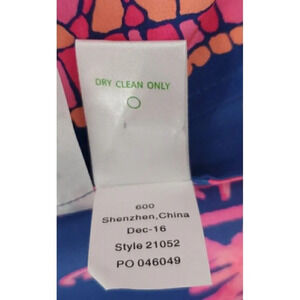 DRY CLEAN ONLY
600
Shenzhen,China
Dec-16
Style 21052
PO 046049